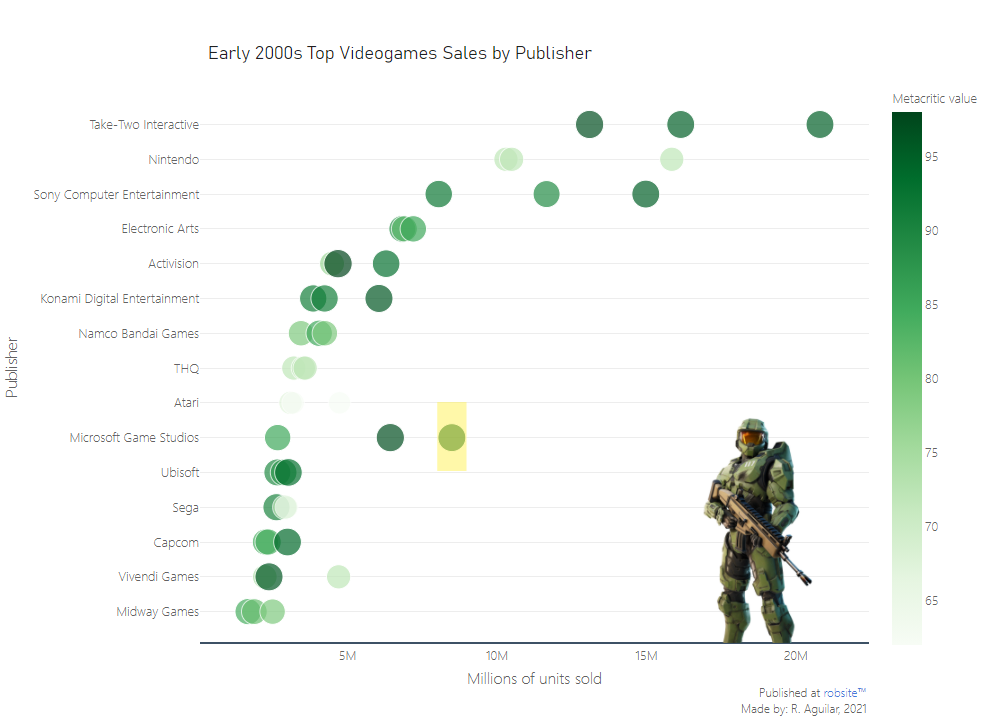 Early 2000s Top Videogames Sales by Publisher
Metacritic value
Take-Two Interactive
Nintendo
Sony Computer Entertainment
Electronic Arts
Activision
Konami Digital Entertainment
Namco Bandai Games
THQ
Atari
Microsoft Game Studios
Ubisoft
Sega
Capcom
Vivendi Games
Midway Games
Publisher
95
90
85
80
75
70
65
5M
10M
15M
20M
Millions of units sold
Published at robsite™
Made by: R. Aguilar, 2021